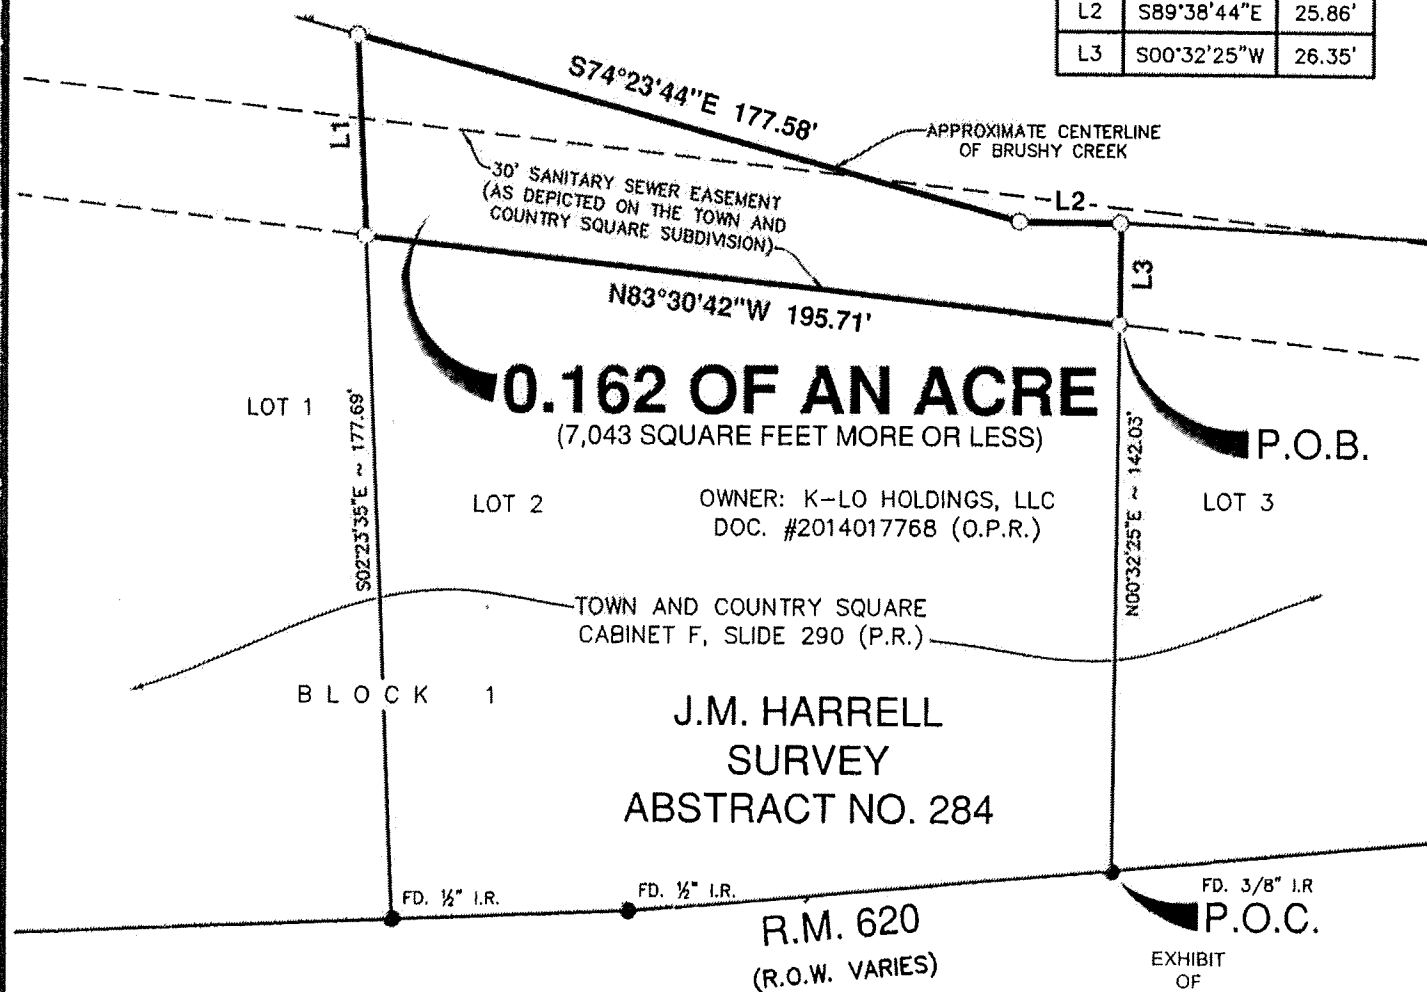 L2 S89°38'44"E 25.86'
L3 S00°32'25"W 26.35'
S74°23'44"E 177.58'
APPROXIMATE CENTERLINE
OF BRUSHY CREEK
L1
30' SANITARY SEWER EASEMENT
(AS DEPICTED ON THE TOWN AND
COUNTRY SQUARE SUBDIVISION)
L2
L3
N83°30'42"W 195.71'
0.162 OF AN ACRE
(7,043 SQUARE FEET MORE OR LESS)
P.O.B.
LOT 1
S02°23'35"E ~ 177.69'
LOT 2
OWNER: K-LO HOLDINGS, LLC
DOC. #2014017768 (O.P.R.)
N00°32'25"E ~ 142.03'
LOT 3
TOWN AND COUNTRY SQUARE
CABINET F, SLIDE 290 (P.R.)
BLOCK 1
J.M. HARRELL
SURVEY
ABSTRACT NO. 284
FD. ½" I.R.
FD. ½" I.R.
FD. 3/8" I.R
P.O.C.
R.M. 620
(R.O.W. VARIES)
EXHIBIT
OF